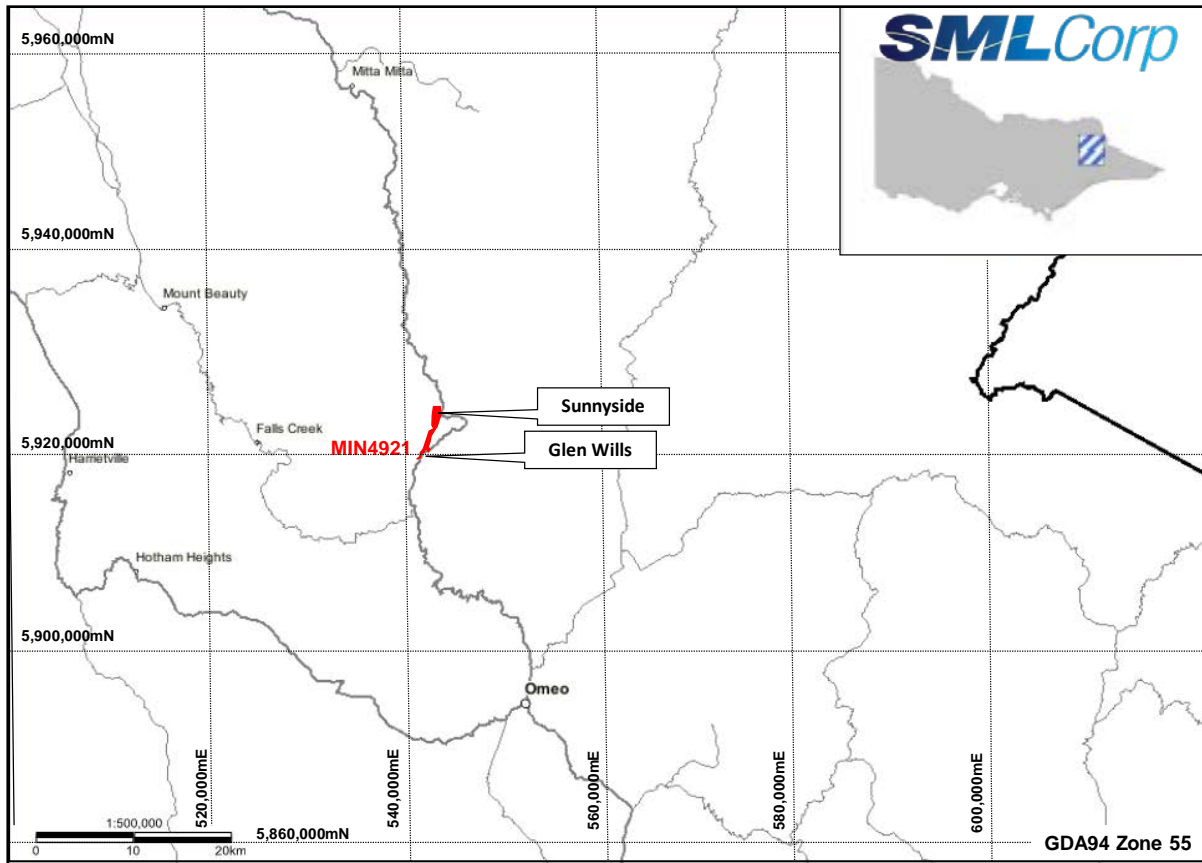 5,960,000mN
SMLCorp
Mitta Mitta
5,940,000mN
Mount Beauty
Sunnyside
Falls Creek
5,920,000mN
MIN4921
Glen Wills
Harrietville
Hotham Heights
5,900,000mN
Omeo
520,000mE
540,000mE
560,000mE
580,000mE
600,000mE
1:500,000
5,860,000mN
0 10 20km
GDA94 Zone 55